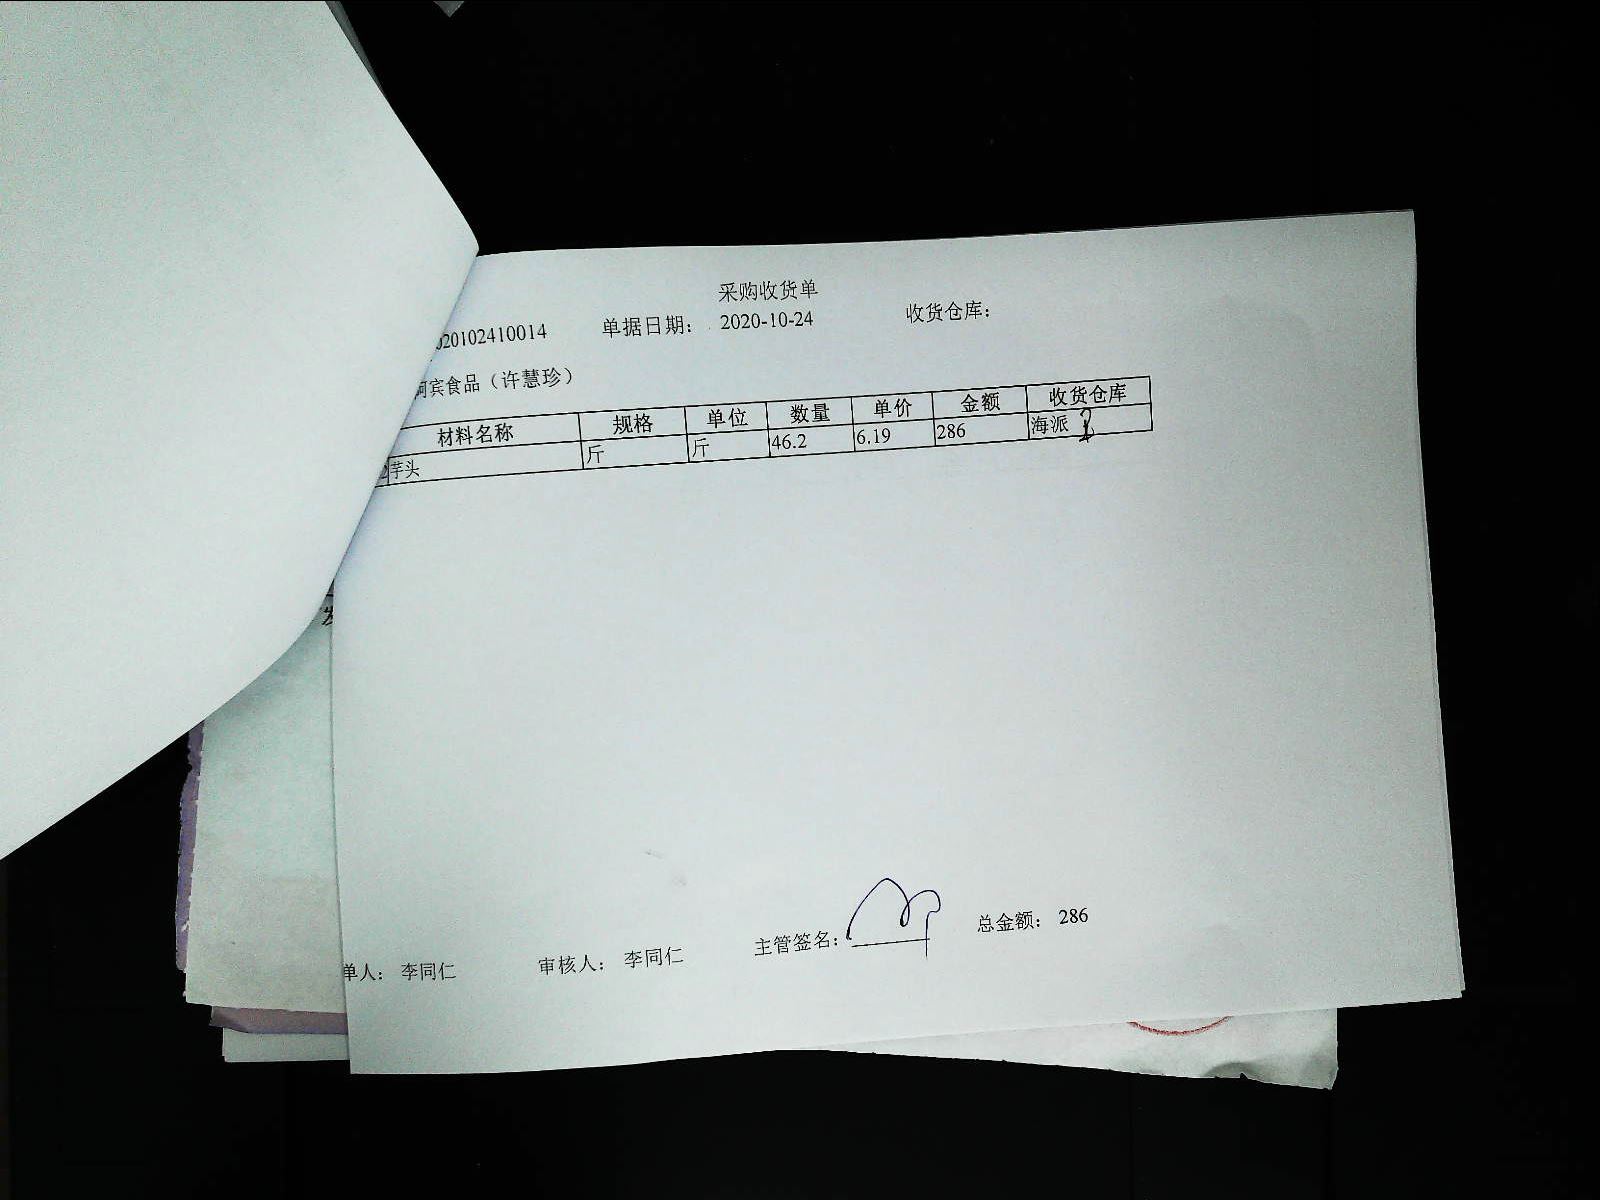 采购收货单
020102410014 单据日期: 2020-10-24 收货仓库:
阿宾食品（许慧珍）
材料名称 规格 单位 数量 单价 金额 收货仓库
2 芋头 斤 斤 46.2 6.19 286 海派
单人: 李同仁 审核人: 李同仁 主管签名: 总金额: 286